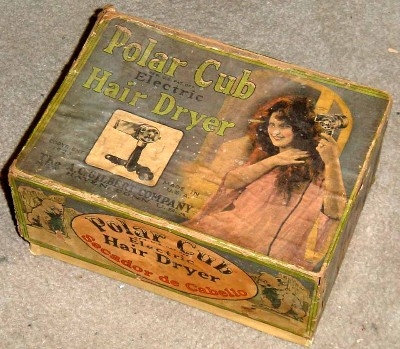 Polar Cub
Electric
Hair Dryer
The A.C. GILBERT COMPANY
Polar Cub
Electric
Hair Dryer
Secador de Cabello